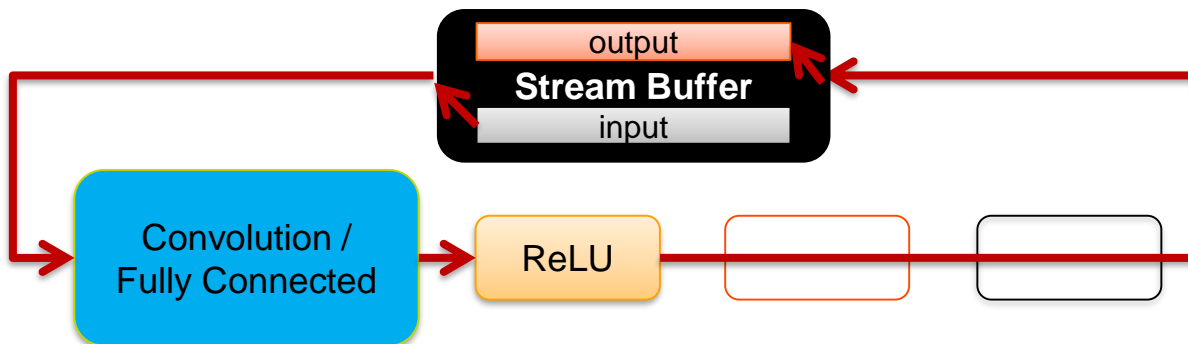 output
Stream Buffer
input
Convolution /
Fully Connected
ReLU